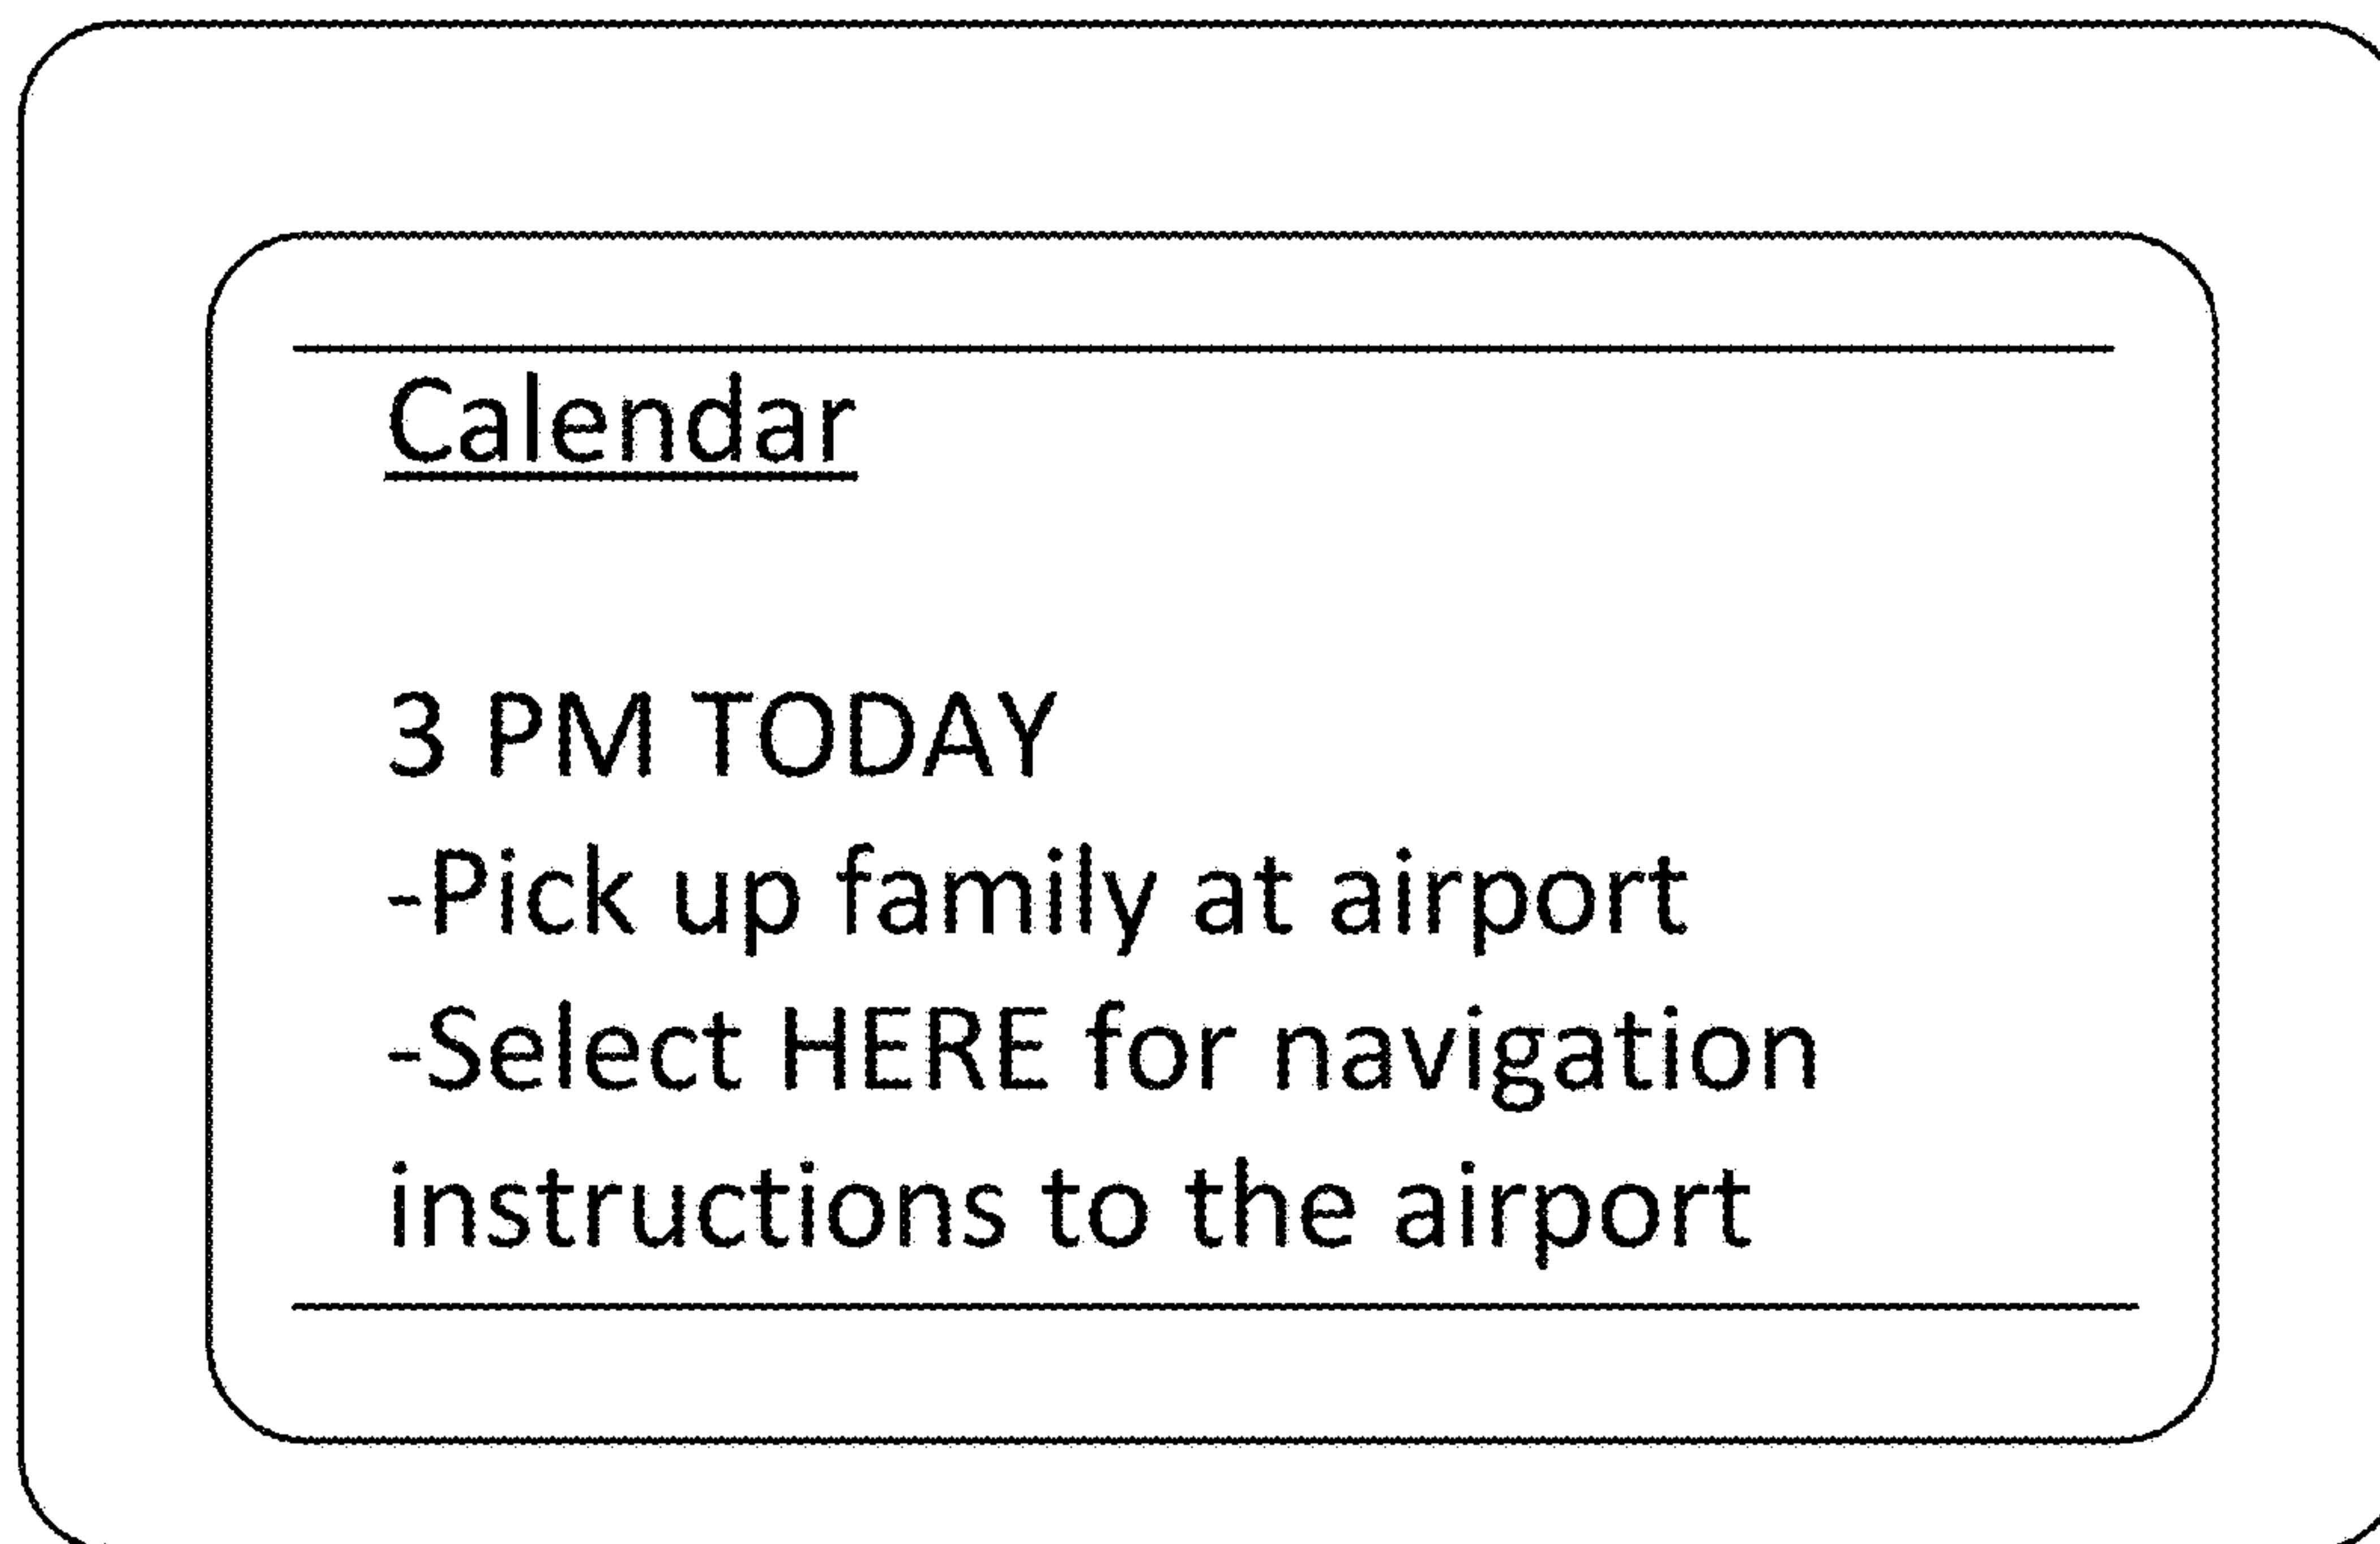 Calendar
3 PM TODAY
-Pick up family at airport
-Select HERE for navigation
instructions to the airport